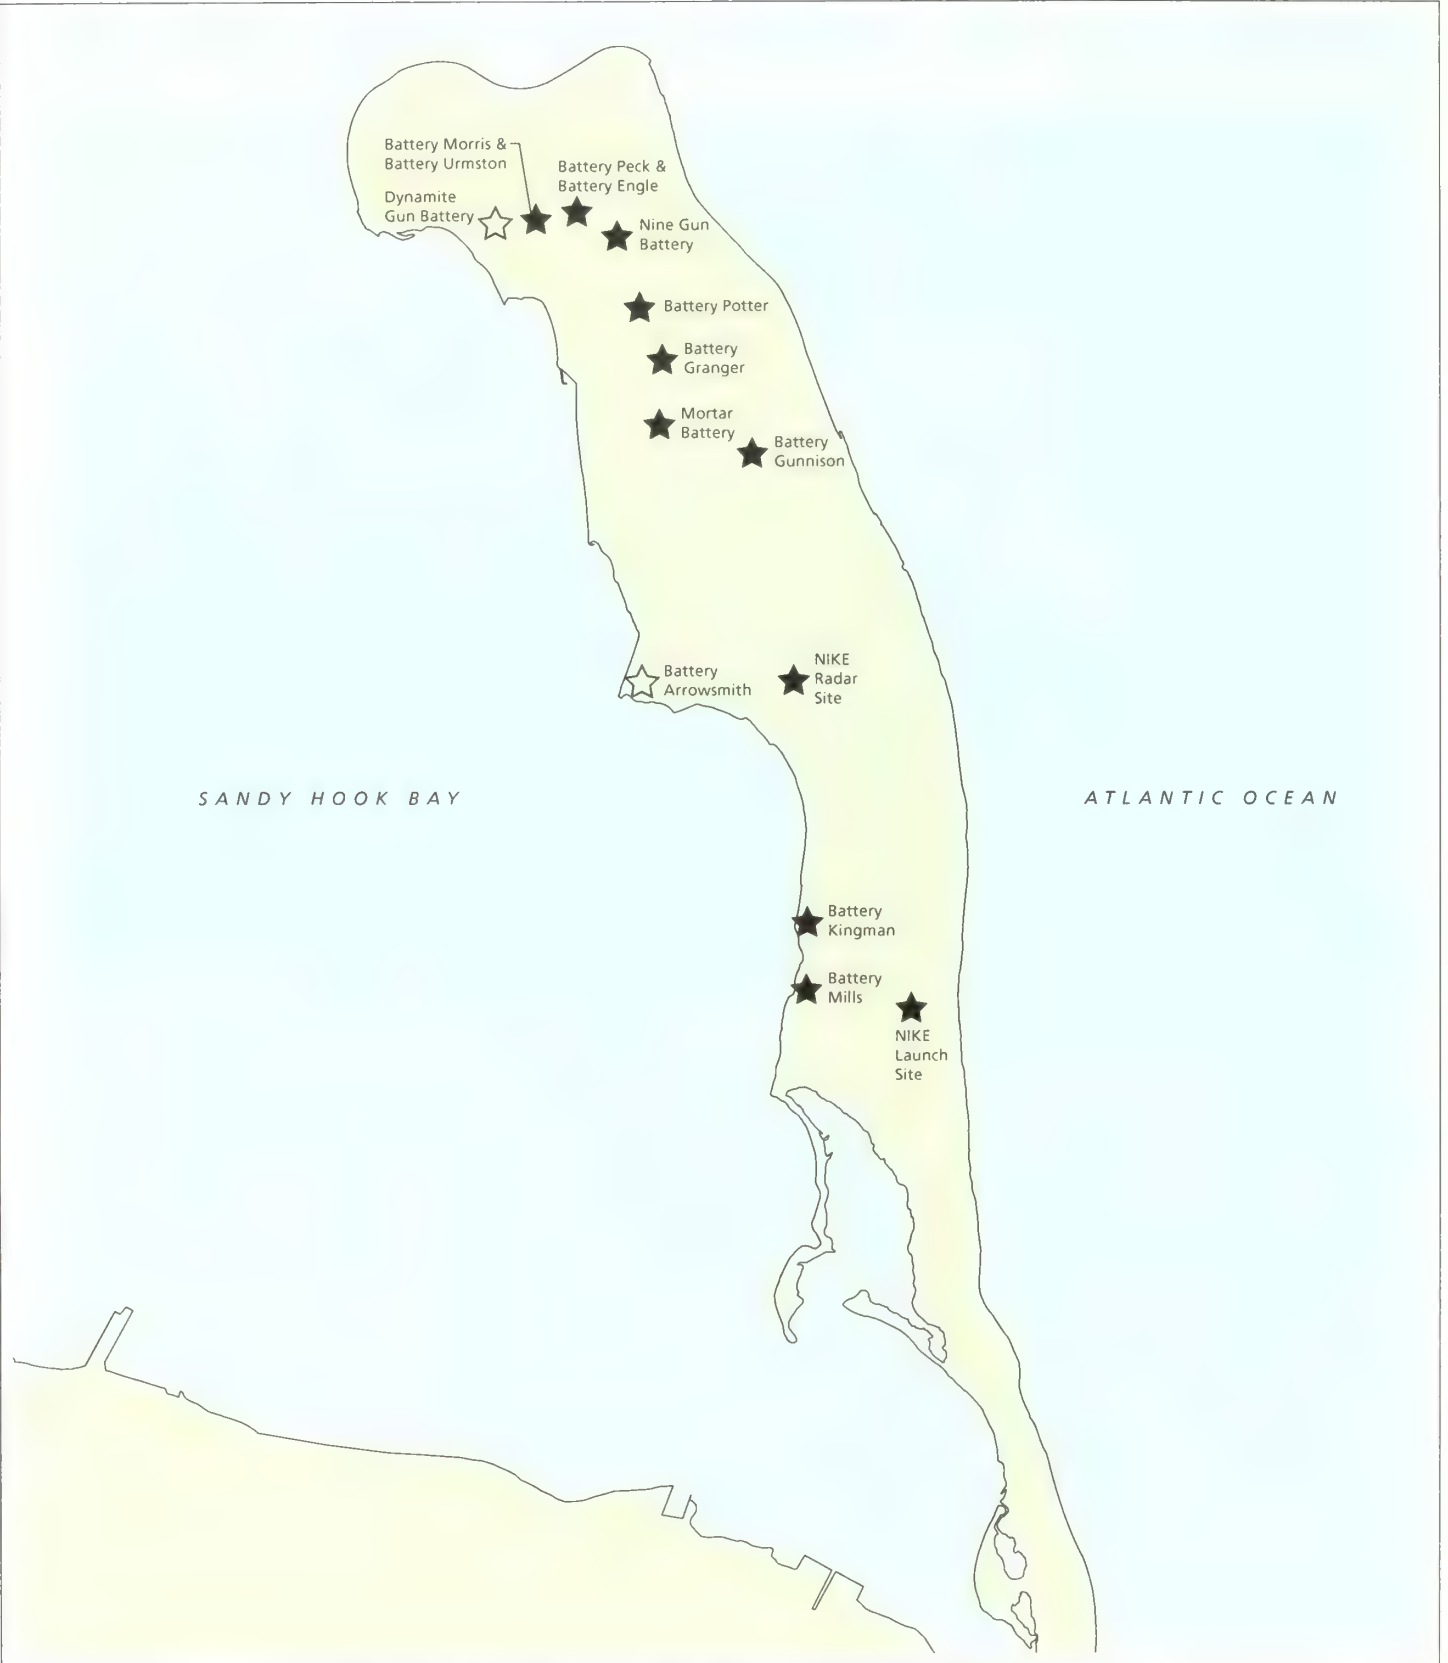 Battery Morris &
Battery Urmston
Battery Peck &
Battery Engle
Dynamite
Gun Battery
Nine Gun
Battery
Battery Potter
Battery
Granger
Mortar
Battery
Battery
Gunnison
Battery
Arrowsmith
NIKE
Radar
Site
SANDY HOOK BAY
ATLANTIC OCEAN
Battery
Kingman
Battery
Mills
NIKE
Launch
Site